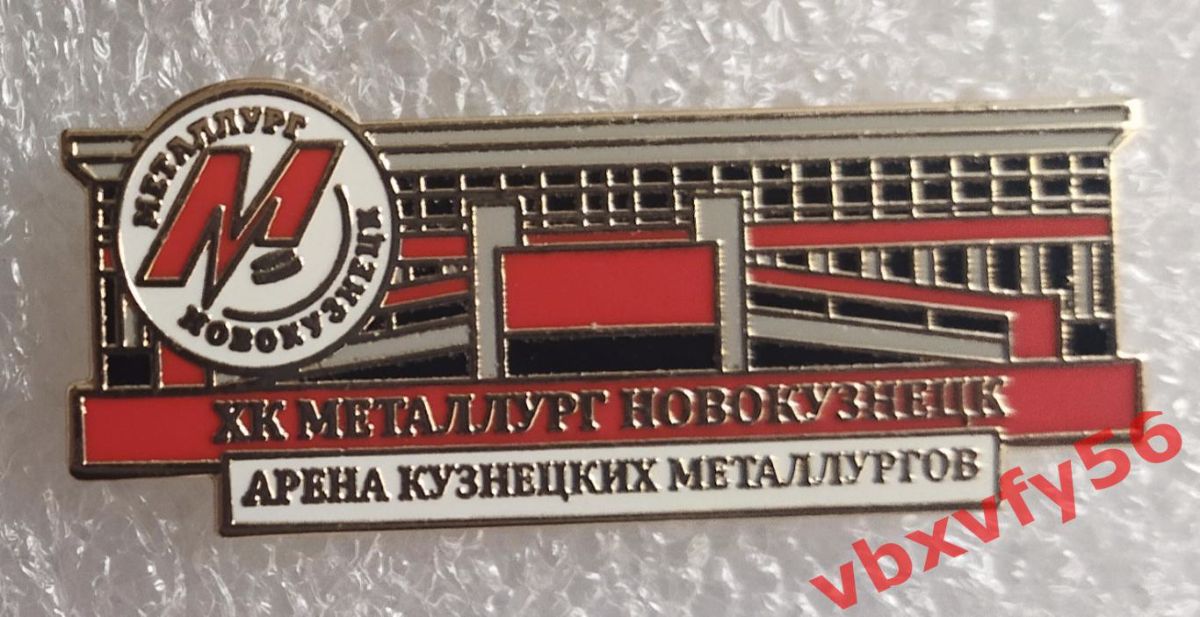 МЕТАЛЛУРГ
НОВОКУЗНЕЦК
ХК МЕТАЛЛУРГ НОВОКУЗНЕЦК
АРЕНА КУЗНЕЦКИХ МЕТАЛЛУРГОВ
vbxvfy56